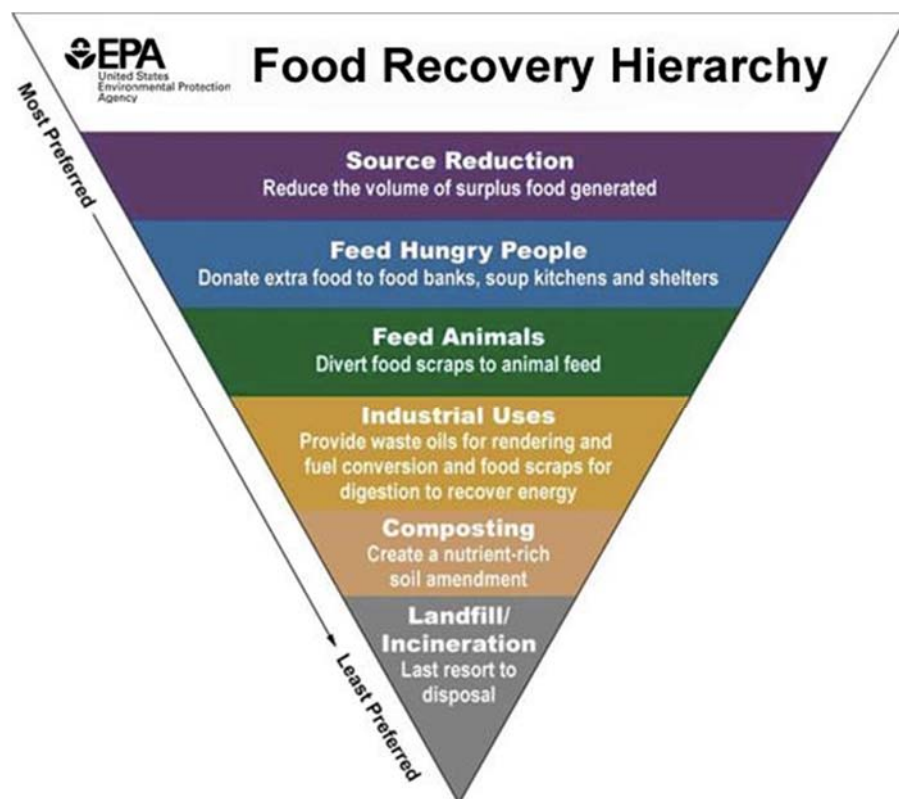 EPA
United States
Environmental Protection
Agency
Food Recovery Hierarchy
Most Preferred
Source Reduction
Reduce the volume of surplus food generated
Feed Hungry People
Donate extra food to food banks, soup kitchens and shelters
Feed Animals
Divert food scraps to animal feed
Industrial Uses
Provide waste oils for rendering and
fuel conversion and food scraps for
digestion to recover energy
Composting
Create a nutrient-rich
soil amendment
Landfill/
Incineration
Last resort to
disposal
Least Preferred